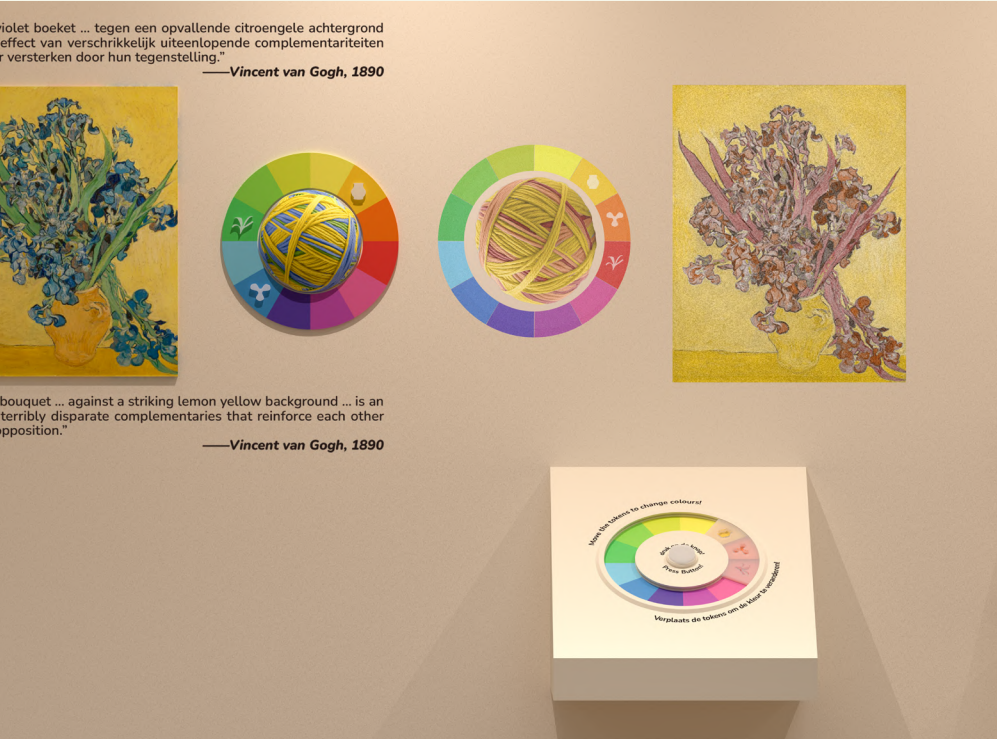 violet boeket ... tegen een opvallende citroengele achtergrond
effect van verschrikkelijk uiteenlopende complementariteiten
r versterken door hun tegenstelling.”
——Vincent van Gogh, 1890
bouquet ... against a striking lemon yellow background ... is an
terribly disparate complementaries that reinforce each other
opposition.”
——Vincent van Gogh, 1890
Move the tokens to change colours!
Press Button!
Verplaats de tokens om de kleur te veranderen!